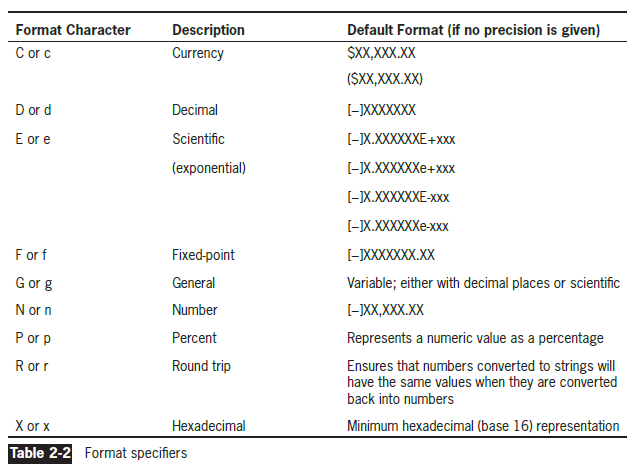 Format Character Description Default Format (if no precision is given)
C or c Currency $XX,XXX.XX
($XX,XXX.XX)
D or d Decimal [–]XXXXXXX
E or e Scientific [–]X.XXXXXXE+xxx
(exponential) [–]X.XXXXXXe+xxx
[–]X.XXXXXXE-xxx
[–]X.XXXXXXe-xxx
F or f Fixed-point [–]XXXXXXX.XX
G or g General Variable; either with decimal places or scientific
N or n Number [–]XX,XXX.XX
P or p Percent Represents a numeric value as a percentage
R or r Round trip Ensures that numbers converted to strings will
have the same values when they are converted
back into numbers
X or x Hexadecimal Minimum hexadecimal (base 16) representation
Table 2-2 Format specifiers